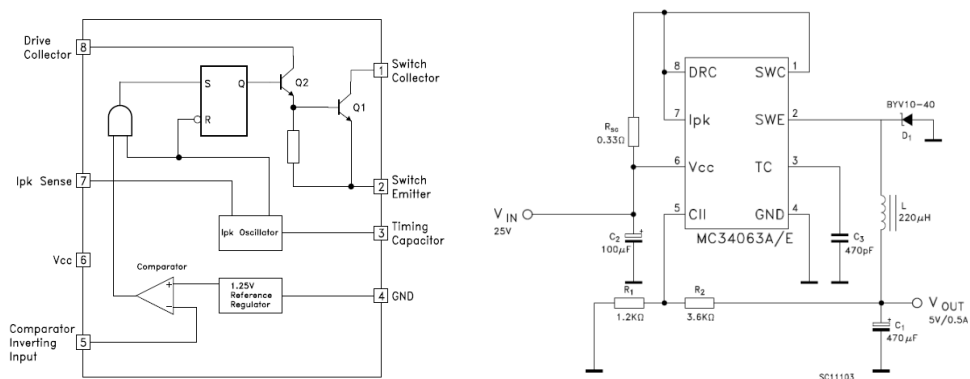 Drive
Collector
8
S
Q
Q2
R
Q1
1
Switch
Collector
Ipk Sense
7
2
Switch
Emitter
Ipk Oscillator
3
Timing
Capacitor
Vcc
6
Comparator
+
−
1.25V
Reference
Regulator
4
GND
Comparator
Inverting
Input
5
8
DRC
SWC
1
7
Ipk
SWE
2
BYV10-40
D1
RSC
0.33Ω
6
Vcc
TC
3
VIN
25V
5
CII
GND
4
L
220μH
MC34063A/E
C2
100μF
+
C3
470pF
R1
1.2KΩ
R2
3.6KΩ
VOUT
5V/0.5A
C1
470μF
+
SC11103